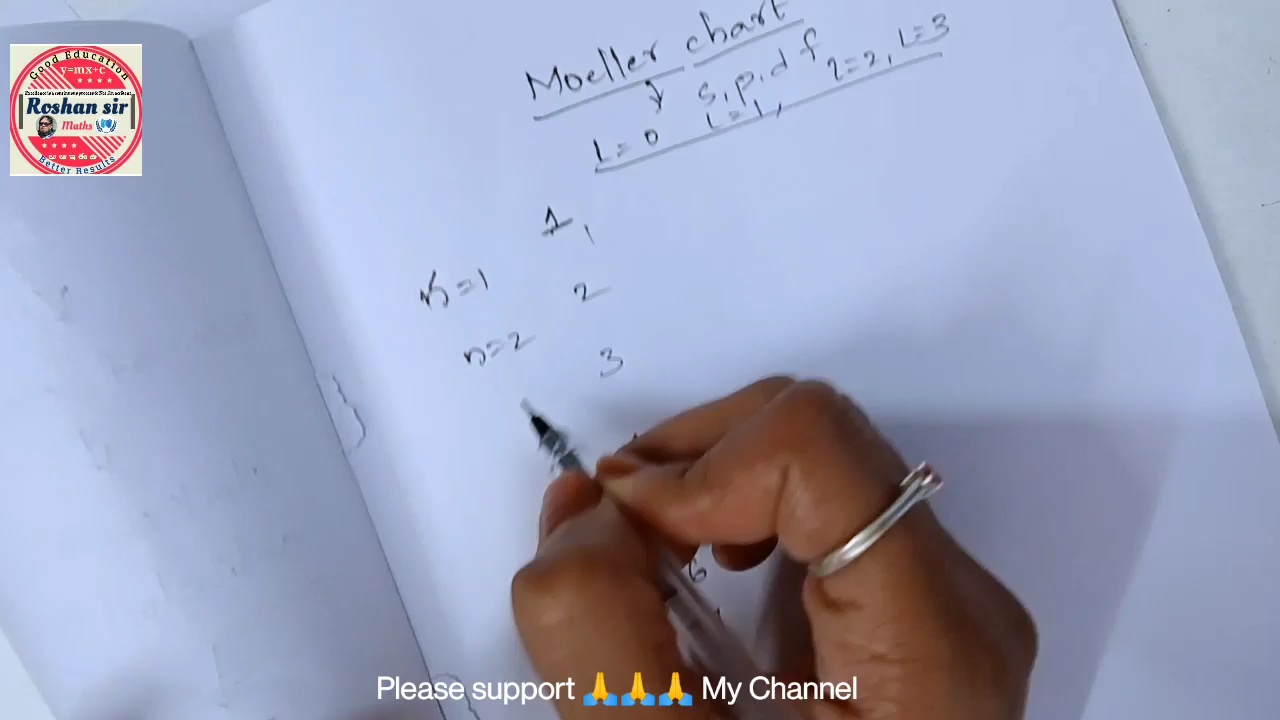 Good Education
y=mx+c
Roshan sir
Maths
Better Results
Moeller chart
s, p, d f
L=0 L=1, l=2, L=3
1,
n=1 2
n=2 3
6
Please support 🙏🙏🙏 My Channel